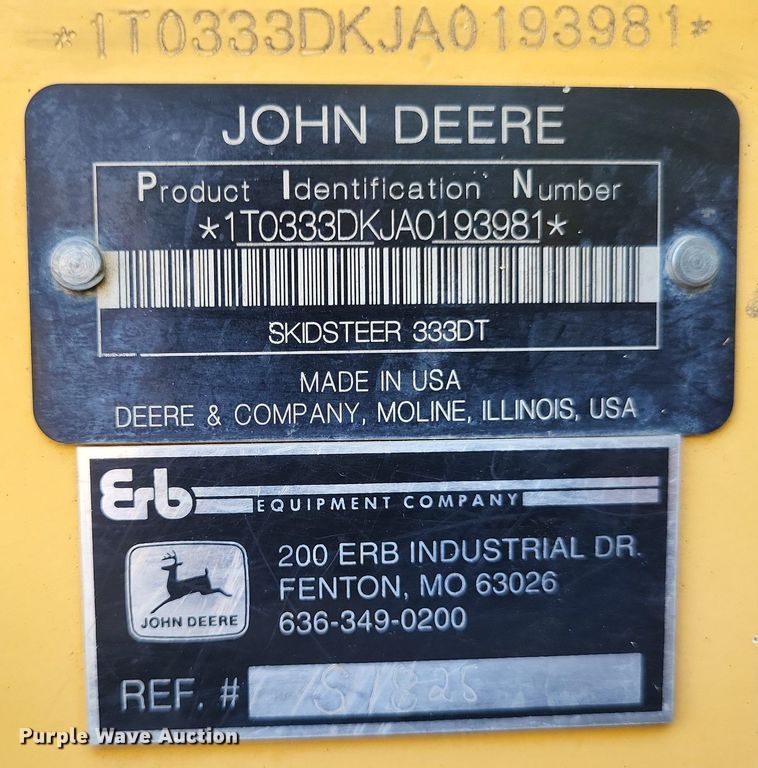 *1T0333DKJA0193981*
JOHN DEERE
Product Identification Number
*1T0333DKJA0193981*
SKIDSTEER 333DT
MADE IN USA
DEERE & COMPANY, MOLINE, ILLINOIS, USA
Erb
EQUIPMENT COMPANY
200 ERB INDUSTRIAL DR.
FENTON, MO 63026
636-349-0200
JOHN DEERE
REF. #
Purple Wave Auction